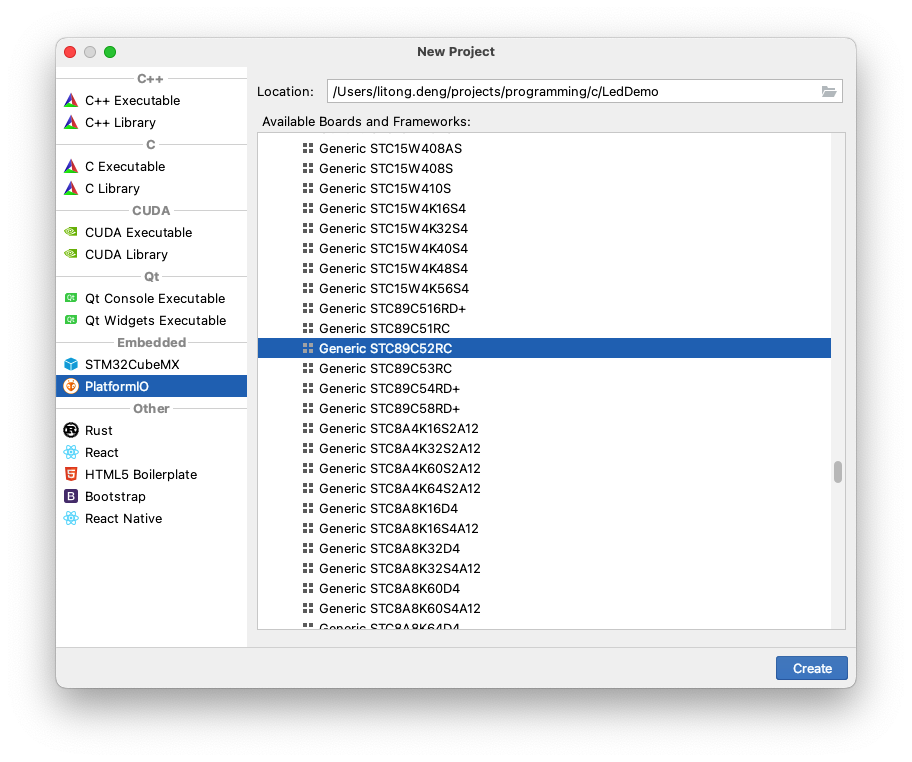 New Project
C++
C++ Executable
C++ Library
C
C Executable
C Library
CUDA
CUDA Executable
CUDA Library
Qt
Qt Console Executable
Qt Widgets Executable
Embedded
STM32CubeMX
PlatformIO
Other
Rust
React
HTML5 Boilerplate
Bootstrap
React Native
Location: /Users/litong.deng/projects/programming/c/LedDemo
Available Boards and Frameworks:
Generic STC15W408AS
Generic STC15W408S
Generic STC15W410S
Generic STC15W4K16S4
Generic STC15W4K32S4
Generic STC15W4K40S4
Generic STC15W4K48S4
Generic STC15W4K56S4
Generic STC89C516RD+
Generic STC89C51RC
Generic STC89C52RC
Generic STC89C53RC
Generic STC89C54RD+
Generic STC89C58RD+
Generic STC8A4K16S2A12
Generic STC8A4K32S2A12
Generic STC8A4K60S2A12
Generic STC8A4K64S2A12
Generic STC8A8K16D4
Generic STC8A8K16S4A12
Generic STC8A8K32D4
Generic STC8A8K32S4A12
Generic STC8A8K60D4
Generic STC8A8K60S4A12
Generic STC8A8K64D4
Create